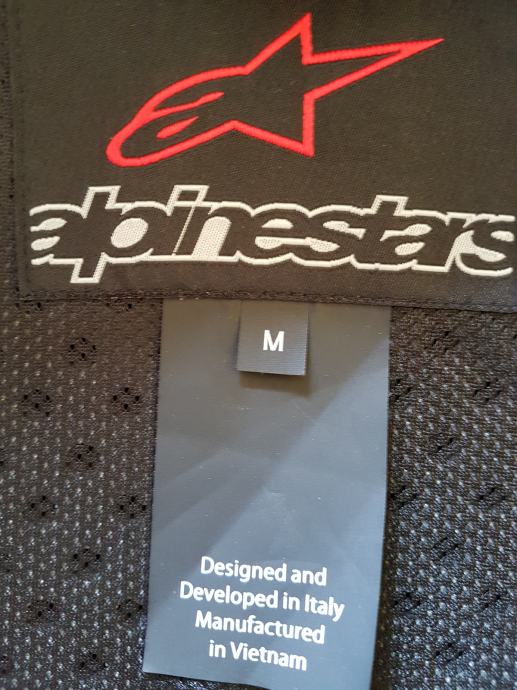 alpinestars
M
Designed and
Developed in Italy
Manufactured
in Vietnam